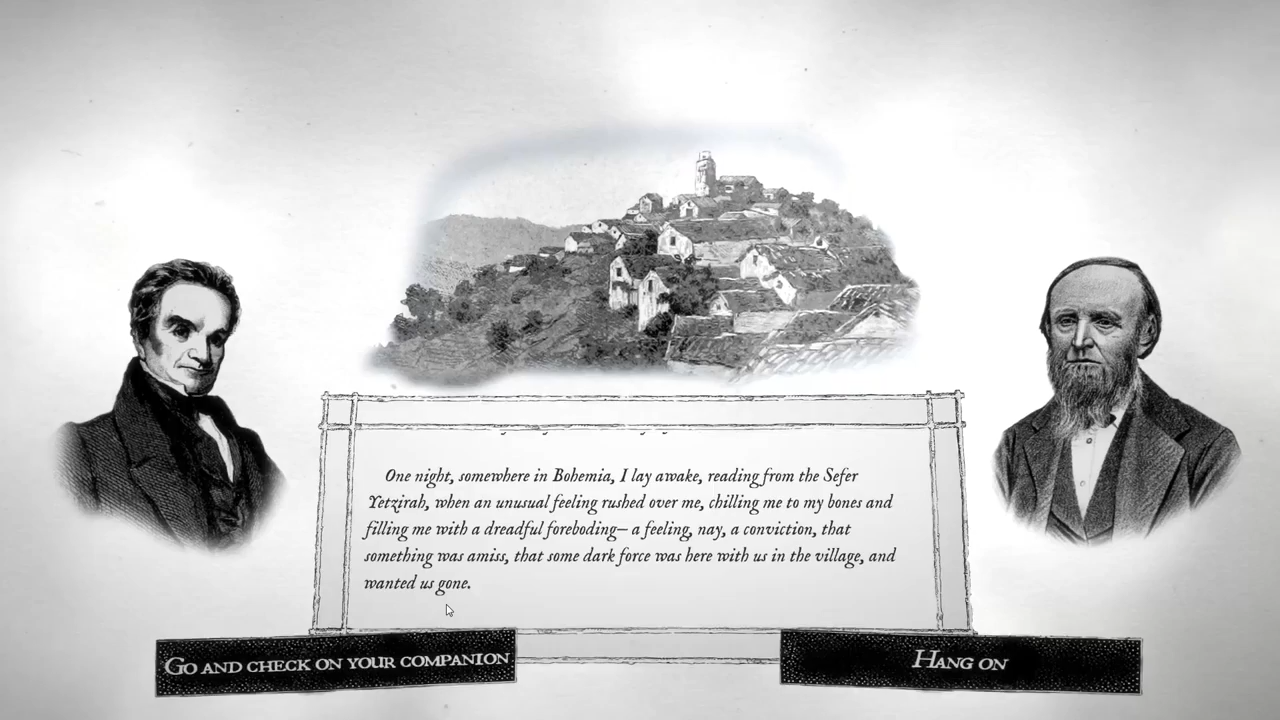 One night, somewhere in Bohemia, I lay awake, reading from the Sefer
Yetzirah, when an unusual feeling rushed over me, chilling me to my bones and
filling me with a dreadful foreboding— a feeling, nay, a conviction, that
something was amiss, that some dark force was here with us in the village, and
wanted us gone.
Go and check on your companion
Hang on